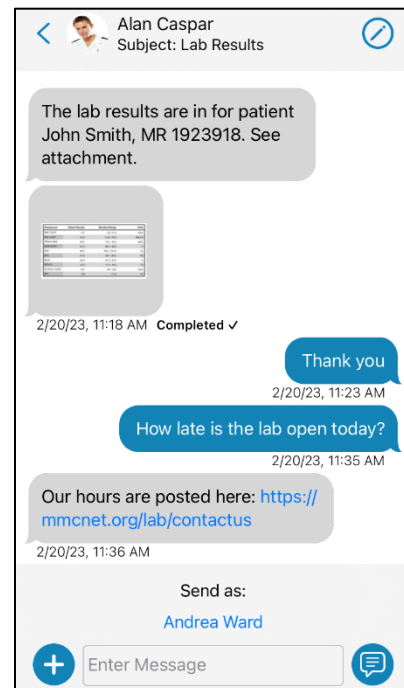 Alan Caspar
Subject: Lab Results
The lab results are in for patient
John Smith, MR 1923918. See
attachment.
2/20/23, 11:18 AM Completed ✓
Thank you
2/20/23, 11:23 AM
How late is the lab open today?
2/20/23, 11:35 AM
Our hours are posted here: https://
mmcnet.org/lab/contactus
2/20/23, 11:36 AM
Send as:
Andrea Ward
Enter Message